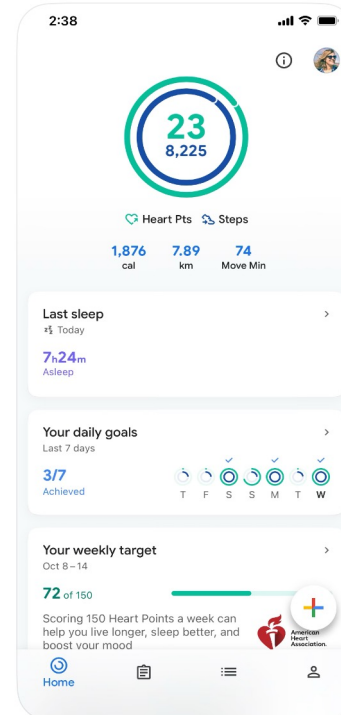 2:38
23
8,225
Heart Pts Steps
1,876 7.89 74
cal km Move Min
Last sleep
Today
7h24m
Asleep
Your daily goals
Last 7 days
3/7
Achieved
T F S S M T W
Your weekly target
Oct 8 – 14
72 of 150
Scoring 150 Heart Points a week can
help you live longer, sleep better, and
boost your mood
American
Heart
Association.
Home